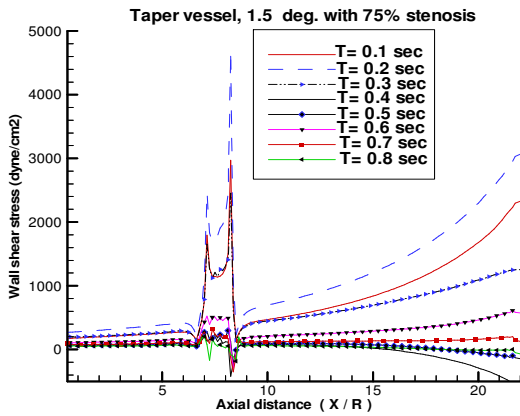 Taper vessel, 1.5 deg. with 75% stenosis
5000
4000
3000
2000
1000
0
Wall shear stress (dyne/cm2)
T= 0.1 sec
T= 0.2 sec
T= 0.3 sec
T= 0.4 sec
T= 0.5 sec
T= 0.6 sec
T= 0.7 sec
T= 0.8 sec
5
10
15
20
Axial distance ( X / R )